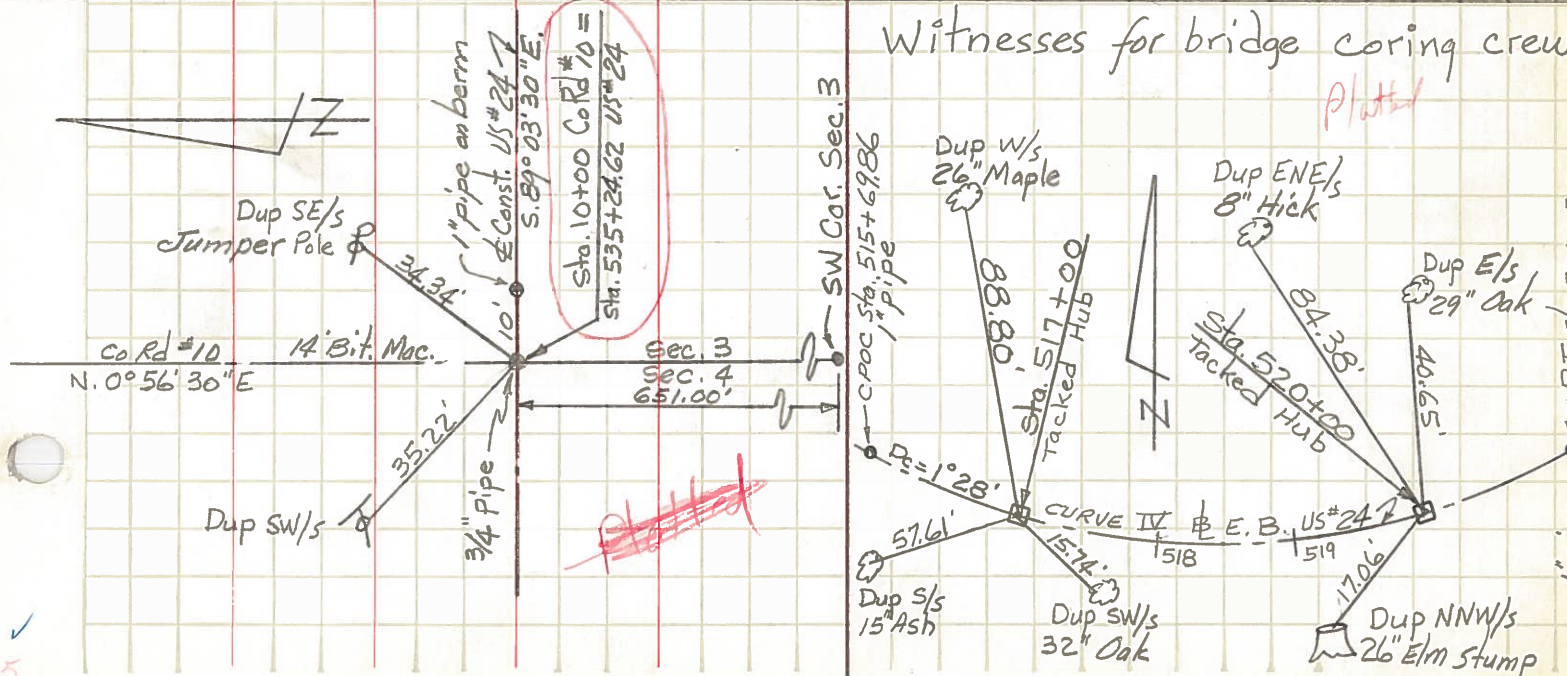 Z
Dup SE/s
Jumper Pole
34.34'
1" pipe on berm
℄ Const. US#24
S. 89° 03' 30" E.
Sta. 10+00 CoRd#10 =
Sta. 535+24.62 US#24
10'
Co Rd #10 14' Bit. Mac.
N. 0° 56' 30" E
Sec. 3
Sec. 4
651.00'
SW Cor. Sec. 3
35.22'
Dup SW/s
3/4" Pipe
Platted
Witnesses for bridge coring crew
Platted
CPOC Sta. 515+69.86
1" pipe
Dup W/s
26" Maple
88.80'
Sta. 517+00
Tacked Hub
Z
Dup ENE/s
8" Hick
84.38'
Dup E/s
29" Oak
40.65'
Sta. 520+00
Tacked Hub
Dc = 1° 28'
CURVE IV ℄ E.B. US#24
518
519
57.61'
Dup S/s
15" Ash
15.74'
Dup SW/s
32" Oak
17.06'
Dup NNW/s
26" Elm Stump